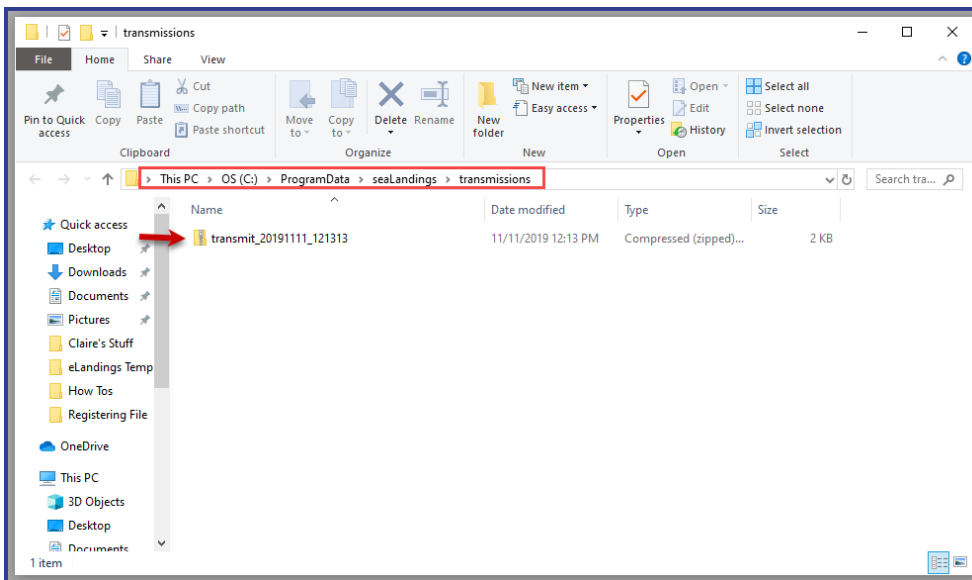 transmissions
File Home Share View
Pin to Quick access
Copy
Paste
Cut
Copy path
Paste shortcut
Clipboard
Move to
Copy to
Delete
Rename
Organize
New folder
New item
Easy access
New
Properties
Open
Edit
History
Open
Select all
Select none
Invert selection
Select
This PC > OS (C:) > ProgramData > seaLandings > transmissions
Search tra...
Name Date modified Type Size
transmit_20191111_121313 11/11/2019 12:13 PM Compressed (zipped)... 2 KB
Quick access
Desktop
Downloads
Documents
Pictures
Claire's Stuff
eLandings Temp
How Tos
Registering File
OneDrive
This PC
3D Objects
Desktop
Documents
1 item